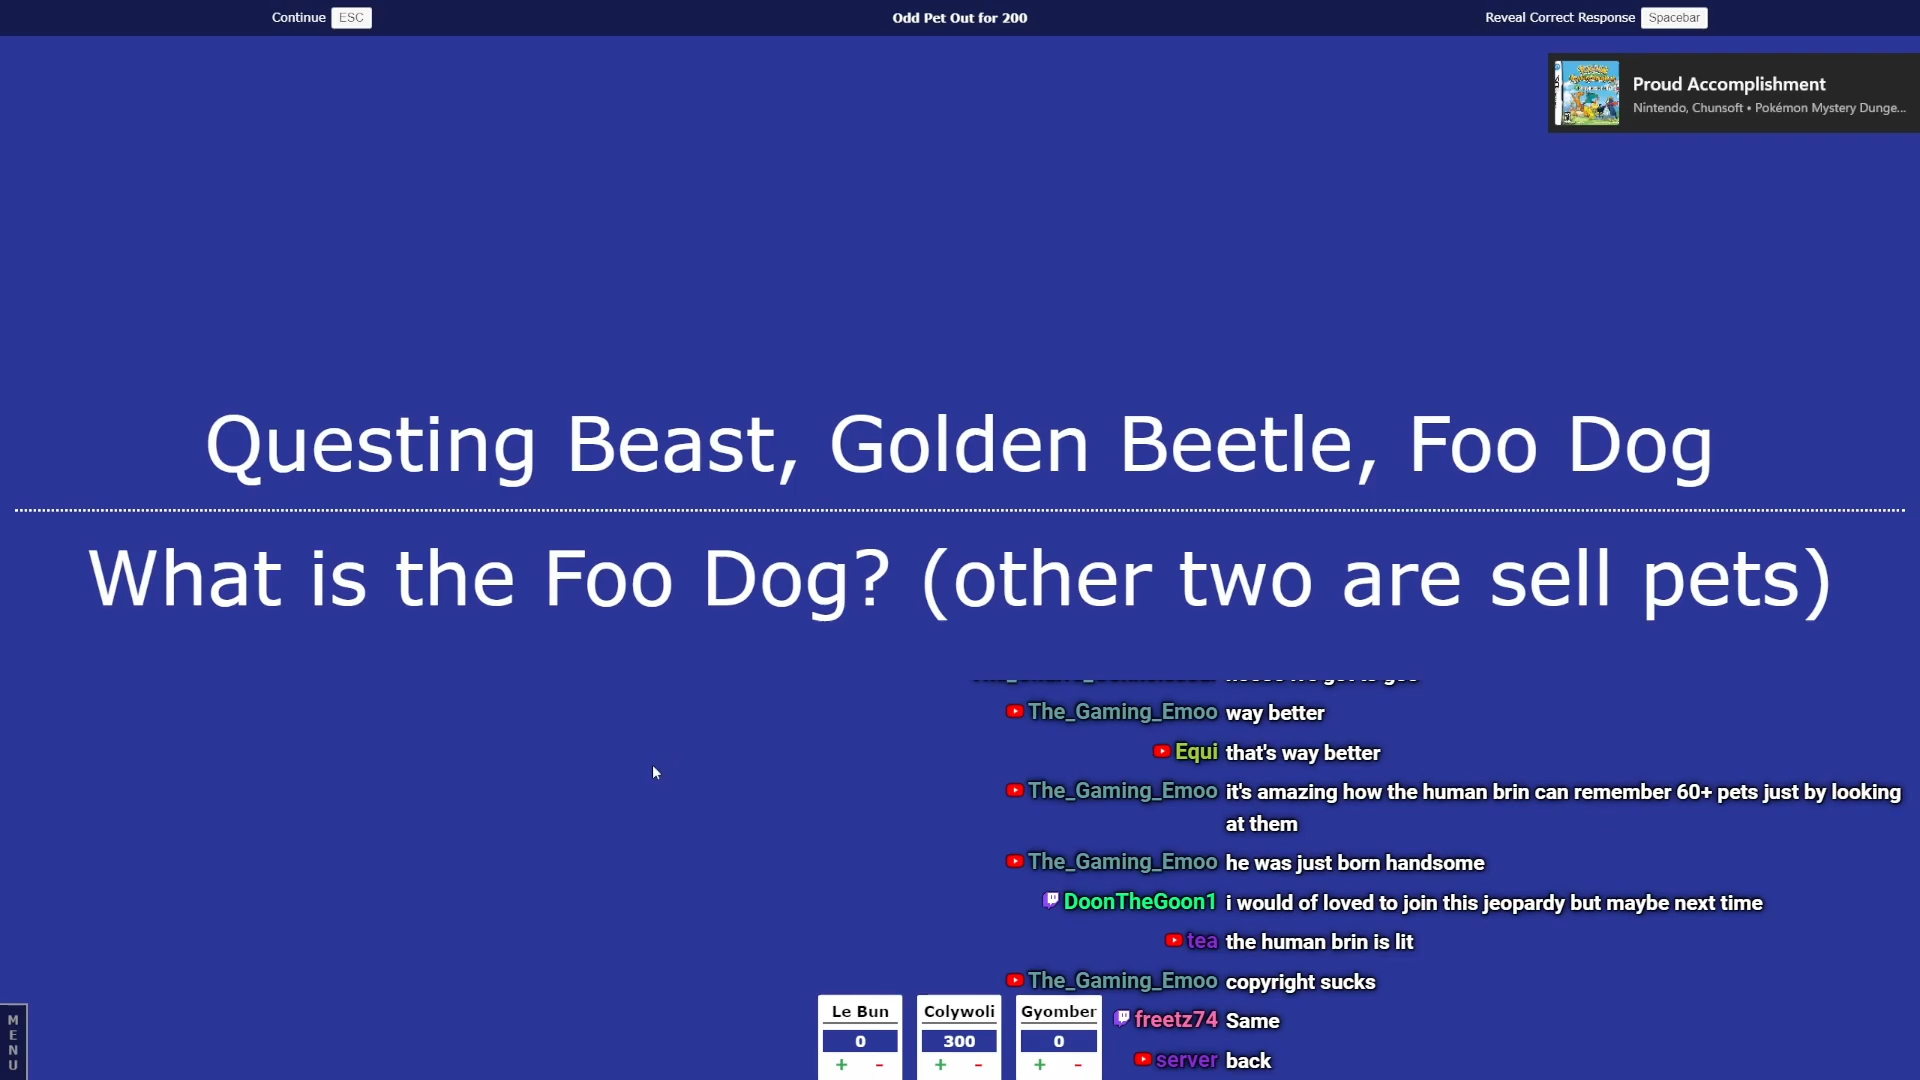 Continue ESC
Odd Pet Out for 200
Reveal Correct Response Spacebar
Proud Accomplishment
Nintendo, Chunsoft • Pokémon Mystery Dunge...
Questing Beast, Golden Beetle, Foo Dog
What is the Foo Dog? (other two are sell pets)
The_Gaming_Emoo way better
Equi that's way better
The_Gaming_Emoo it's amazing how the human brin can remember 60+ pets just by looking
at them
The_Gaming_Emoo he was just born handsome
DoonTheGoon1 i would of loved to join this jeopardy but maybe next time
tea the human brin is lit
The_Gaming_Emoo copyright sucks
freetz74 Same
server back
Le Bun
0
+ -
Colywoli
300
+ -
Gyomber
0
+ -
MENU